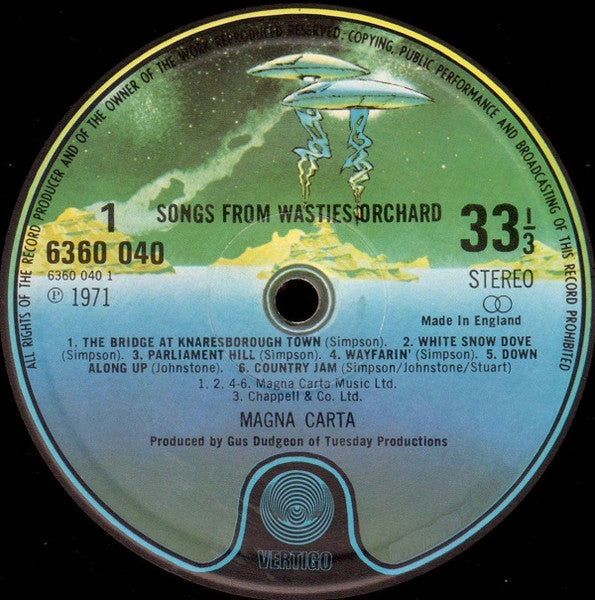 ALL RIGHTS OF THE RECORD PRODUCER AND OF THE OWNER OF THE WORK REPRODUCED RESERVED. COPYING, PUBLIC PERFORMANCE AND BROADCASTING OF THIS RECORD PROHIBITED
1
SONGS FROM WASTIES ORCHARD
33 1/3
6360 040
6360 040 1
STEREO
Ⓟ 1971
Made In England
1. THE BRIDGE AT KNARESBOROUGH TOWN (Simpson). 2. WHITE SNOW DOVE
(Simpson). 3. PARLIAMENT HILL (Simpson). 4. WAYFARIN' (Simpson). 5. DOWN
ALONG UP (Johnstone). 6. COUNTRY JAM (Simpson/Johnstone/Stuart)
1. 2. 4-6. Magna Carta Music Ltd.
3. Chappell & Co. Ltd.
MAGNA CARTA
Produced by Gus Dudgeon of Tuesday Productions
VERTIGO